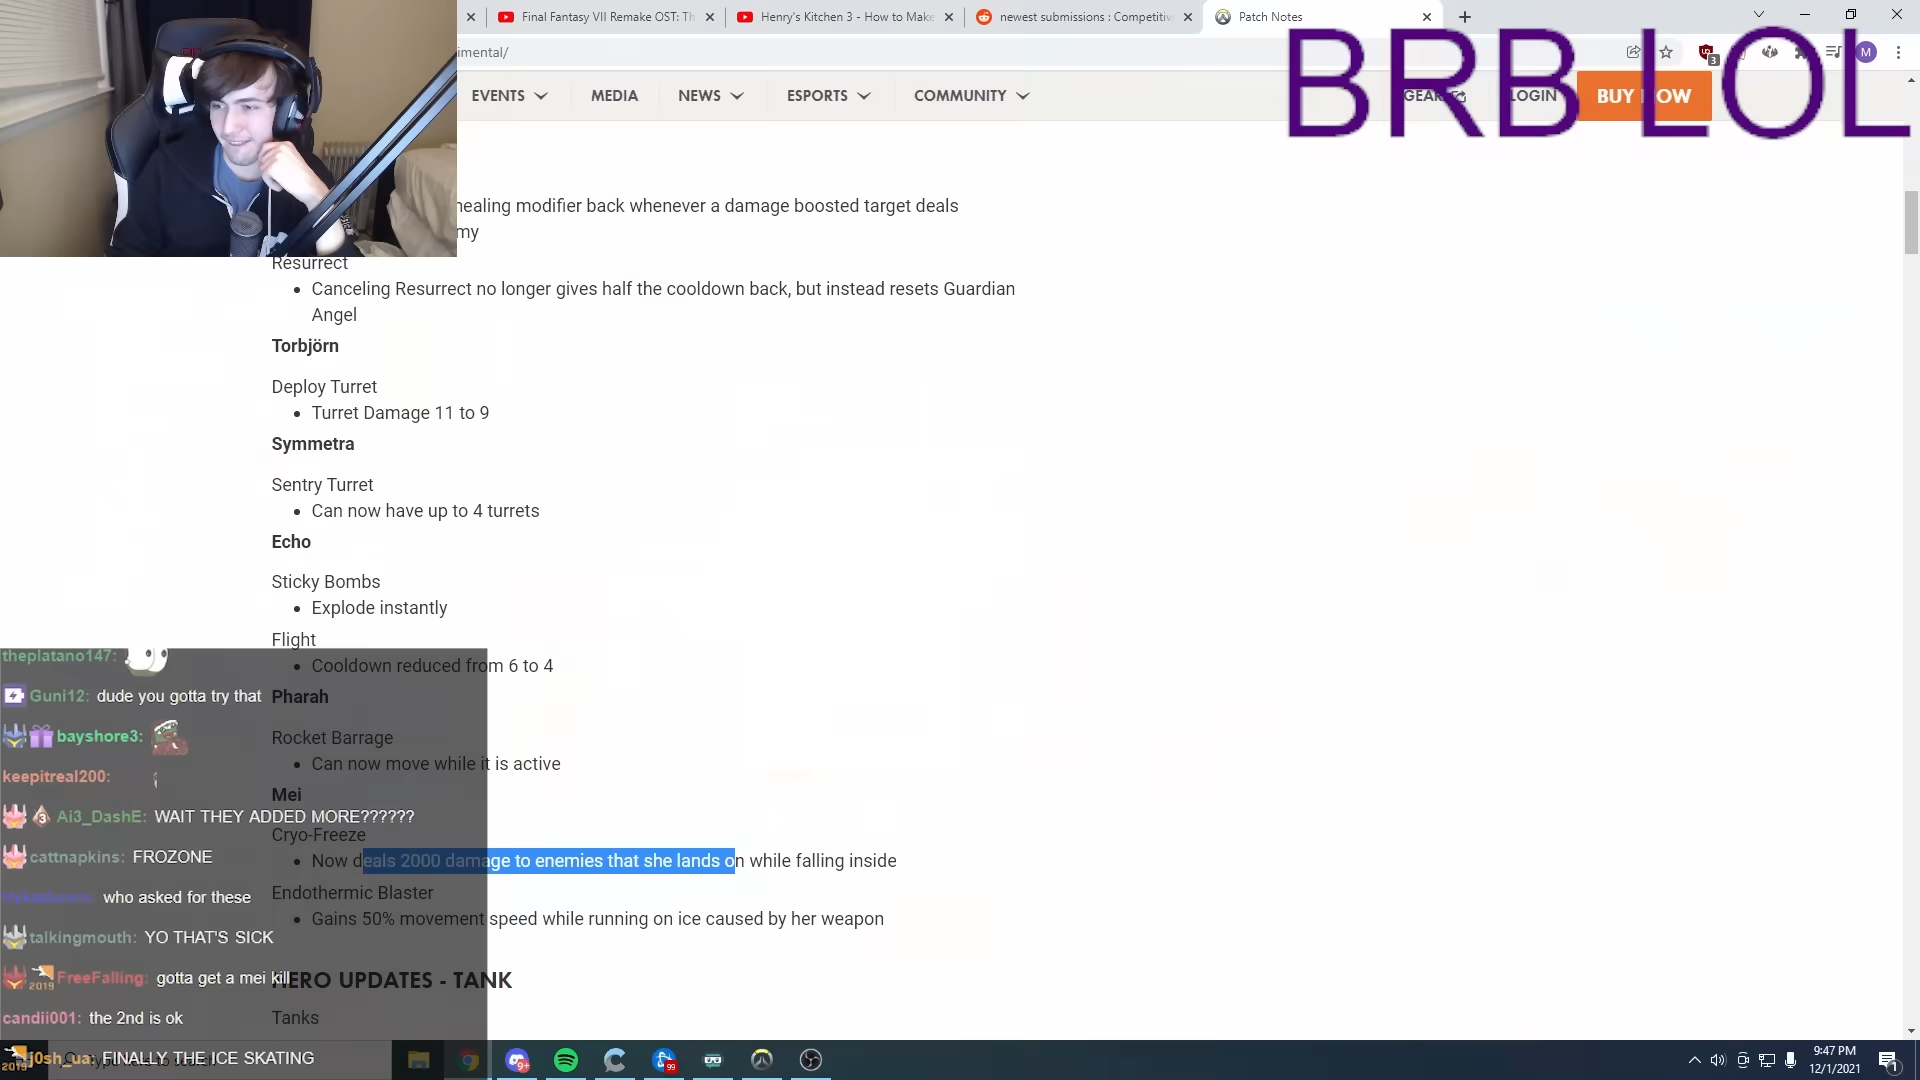 Final Fantasy VII Remake OST: Th
Henry's Kitchen 3 - How to Make
newest submissions : Competitiv
Patch Notes
imental/
BRB LOL
3
M
EVENTS
MEDIA
NEWS
ESPORTS
COMMUNITY
GEAR
LOGIN
BUY NOW
healing modifier back whenever a damage boosted target deals
my
Resurrect
Canceling Resurrect no longer gives half the cooldown back, but instead resets Guardian
Angel
Torbjörn
Deploy Turret
Turret Damage 11 to 9
Symmetra
Sentry Turret
Can now have up to 4 turrets
Echo
Sticky Bombs
Explode instantly
Flight
Cooldown reduced from 6 to 4
Pharah
Rocket Barrage
Can now move while it is active
Mei
Cryo-Freeze
Now deals 2000 damage to enemies that she lands on while falling inside
Endothermic Blaster
Gains 50% movement speed while running on ice caused by her weapon
HERO UPDATES - TANK
Tanks
theplatano147:
Guni12: dude you gotta try that
bayshore3:
keepitreal200:
3 Ai3_DashE: WAIT THEY ADDED MORE??????
cattnapkins: FROZONE
who asked for these
talkingmouth: YO THAT'S SICK
2019 FreeFalling: gotta get a mei kill
candii001: the 2nd is ok
2019 j0sh_ua: FINALLY THE ICE SKATING
9+
99
9:47 PM
12/1/2021
1